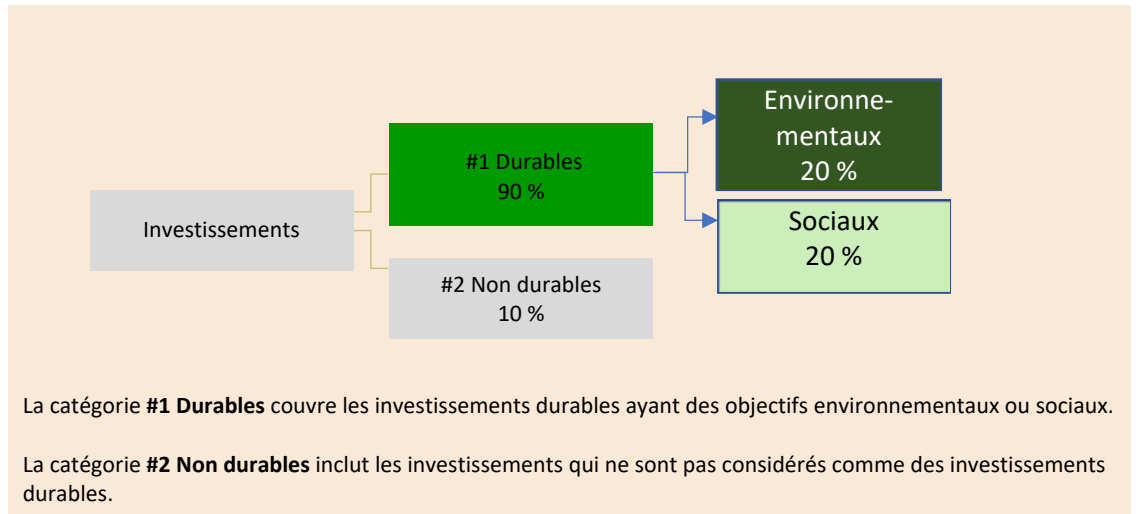 Environne-
mentaux
20 %
#1 Durables
90 %
Sociaux
20 %
Investissements
#2 Non durables
10 %
La catégorie #1 Durables couvre les investissements durables ayant des objectifs environnementaux ou sociaux.
La catégorie #2 Non durables inclut les investissements qui ne sont pas considérés comme des investissements
durables.